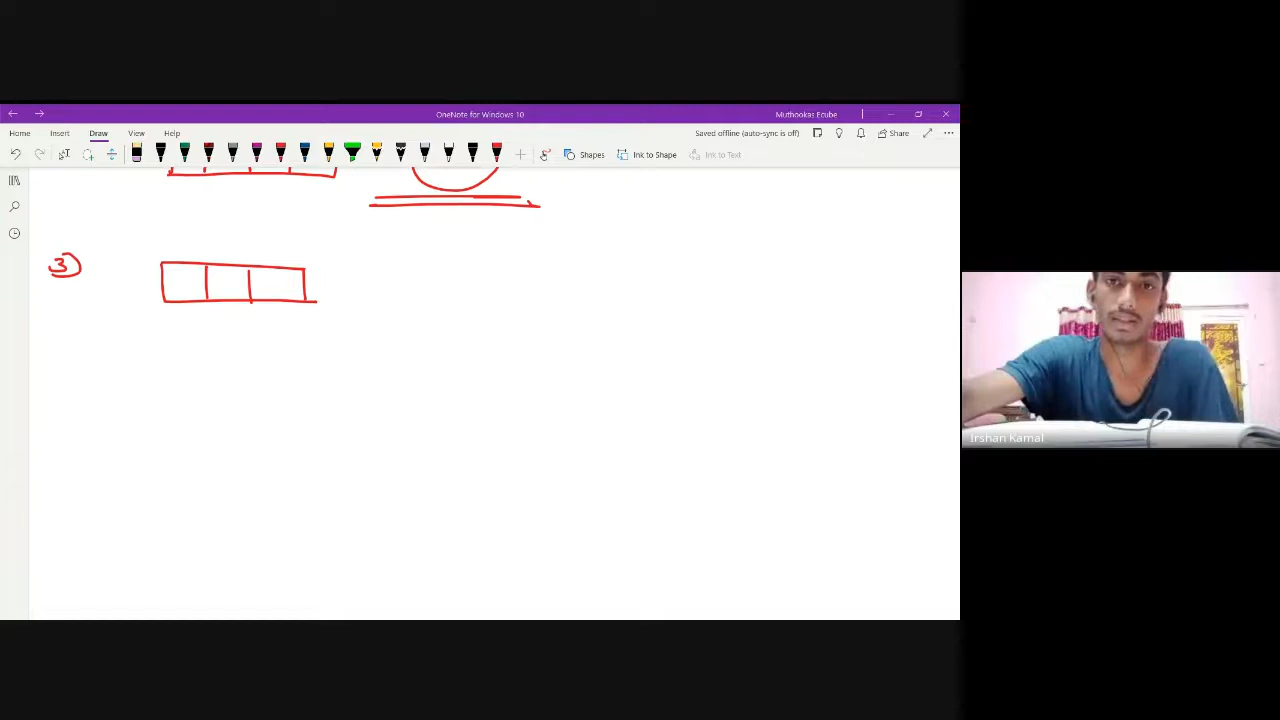 OneNote for Windows 10
Muthookas Ecube
Home Insert Draw View Help
Saved offline (auto-sync is off)
Share
Shapes
Ink to Shape
Ink to Text
3
Irshan Kamal